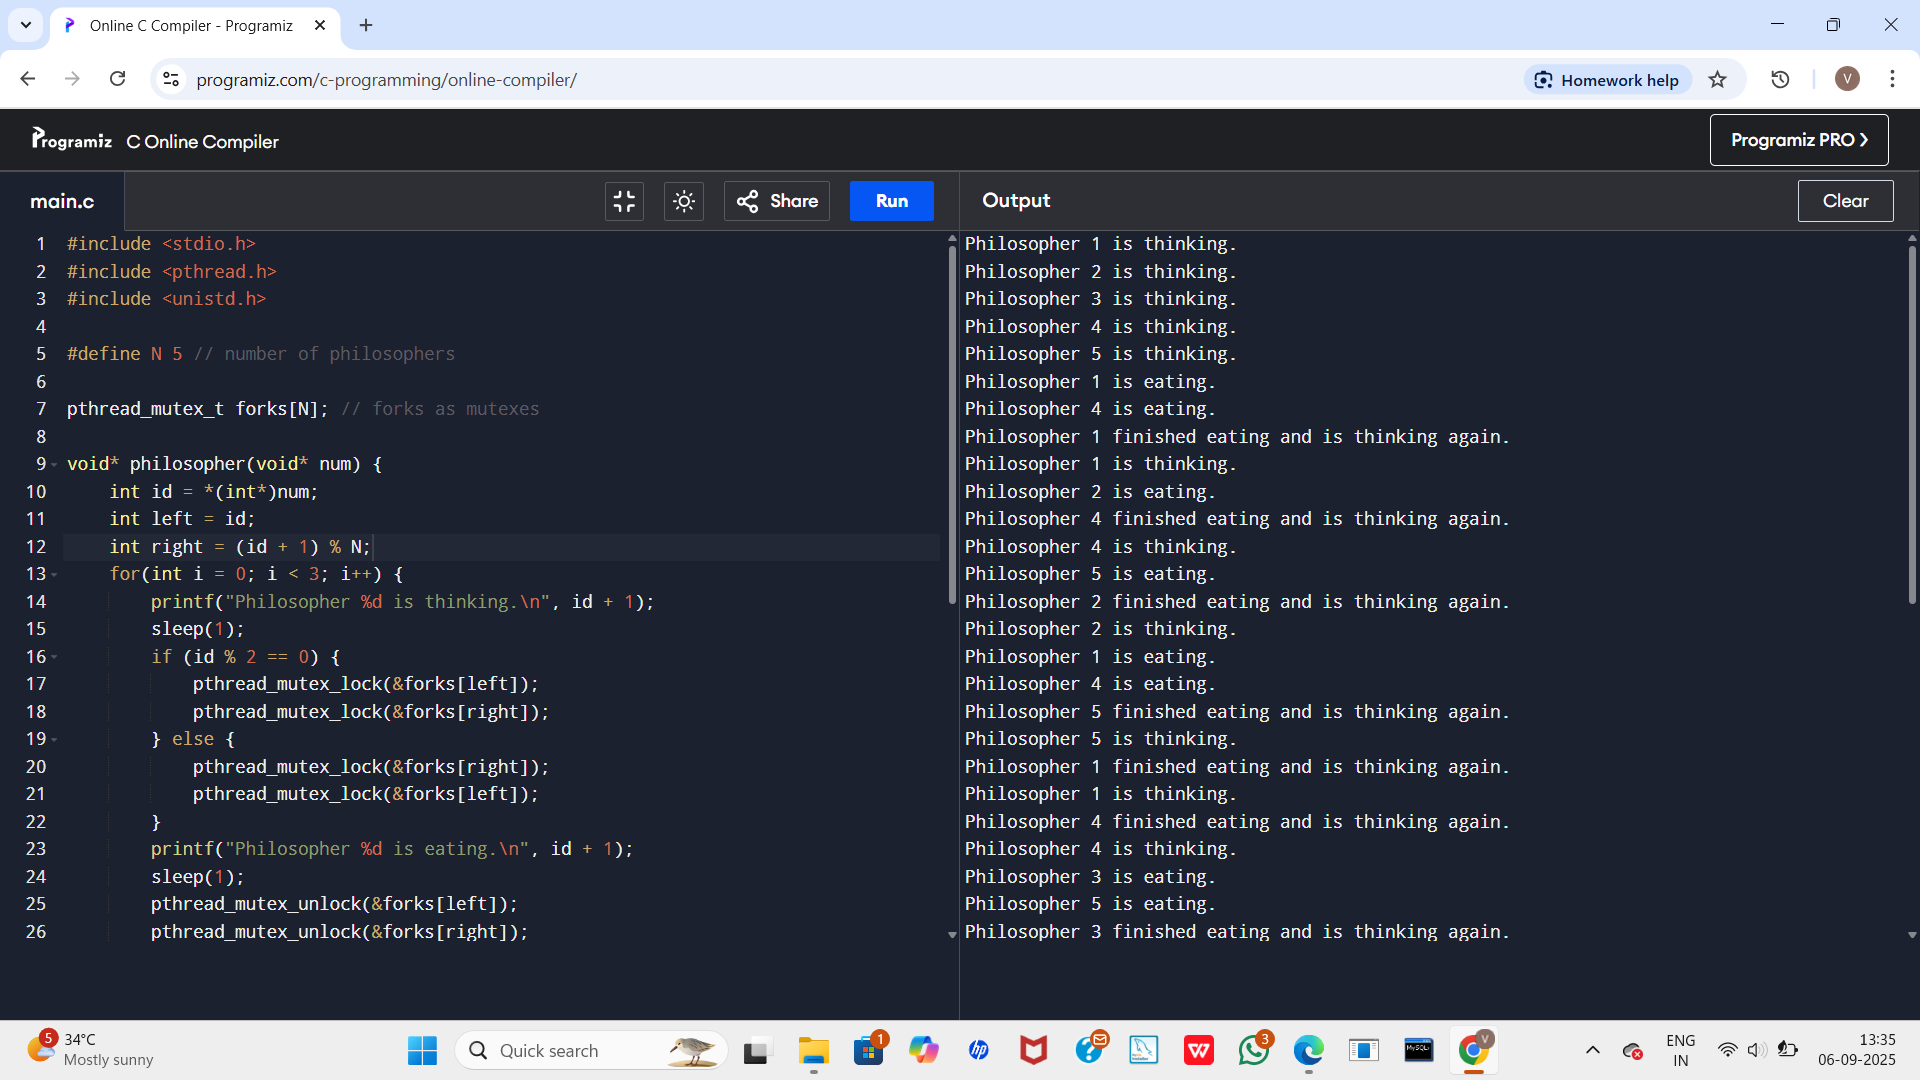 Online C Compiler - Programiz
programiz.com/c-programming/online-compiler/
Homework help
V
Programiz C Online Compiler
Programiz PRO ❯
main.c
Share
Run
Output
Clear
1 #include <stdio.h>
2 #include <pthread.h>
3 #include <unistd.h>
4
5 #define N 5 // number of philosophers
6
7 pthread_mutex_t forks[N]; // forks as mutexes
8
9 void* philosopher(void* num) {
10     int id = *(int*)num;
11     int left = id;
12     int right = (id + 1) % N;
13     for(int i = 0; i < 3; i++) {
14         printf("Philosopher %d is thinking.\n", id + 1);
15         sleep(1);
16         if (id % 2 == 0) {
17             pthread_mutex_lock(&forks[left]);
18             pthread_mutex_lock(&forks[right]);
19         } else {
20             pthread_mutex_lock(&forks[right]);
21             pthread_mutex_lock(&forks[left]);
22         }
23         printf("Philosopher %d is eating.\n", id + 1);
24         sleep(1);
25         pthread_mutex_unlock(&forks[left]);
26         pthread_mutex_unlock(&forks[right]);
Philosopher 1 is thinking.
Philosopher 2 is thinking.
Philosopher 3 is thinking.
Philosopher 4 is thinking.
Philosopher 5 is thinking.
Philosopher 1 is eating.
Philosopher 4 is eating.
Philosopher 1 finished eating and is thinking again.
Philosopher 1 is thinking.
Philosopher 2 is eating.
Philosopher 4 finished eating and is thinking again.
Philosopher 4 is thinking.
Philosopher 5 is eating.
Philosopher 2 finished eating and is thinking again.
Philosopher 2 is thinking.
Philosopher 1 is eating.
Philosopher 4 is eating.
Philosopher 5 finished eating and is thinking again.
Philosopher 5 is thinking.
Philosopher 1 finished eating and is thinking again.
Philosopher 1 is thinking.
Philosopher 4 finished eating and is thinking again.
Philosopher 4 is thinking.
Philosopher 3 is eating.
Philosopher 5 is eating.
Philosopher 3 finished eating and is thinking again.
5
34°C
Mostly sunny
Quick search
1
hp
W
3
MySQL
V
ENG
IN
13:35
06-09-2025